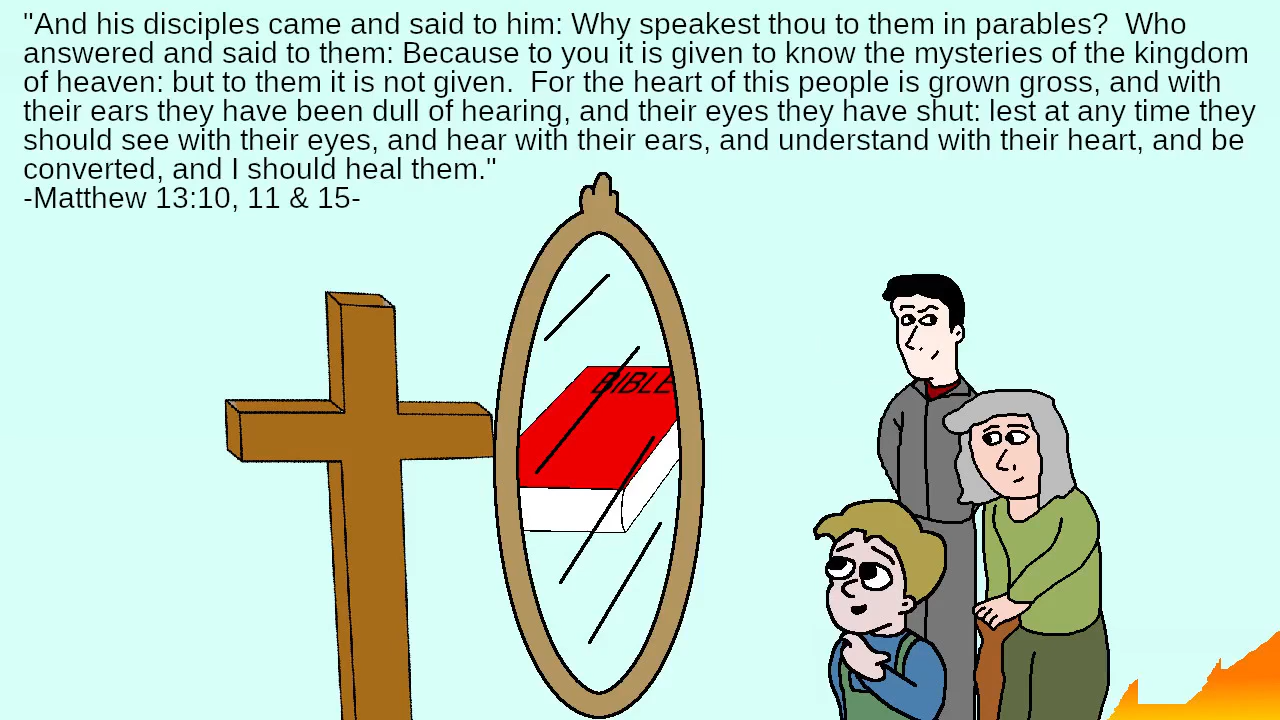 "And his disciples came and said to him: Why speakest thou to them in parables?  Who
answered and said to them: Because to you it is given to know the mysteries of the kingdom
of heaven: but to them it is not given.  For the heart of this people is grown gross, and with
their ears they have been dull of hearing, and their eyes they have shut: lest at any time they
should see with their eyes, and hear with their ears, and understand with their heart, and be
converted, and I should heal them."
-Matthew 13:10, 11 & 15-
BIBLE